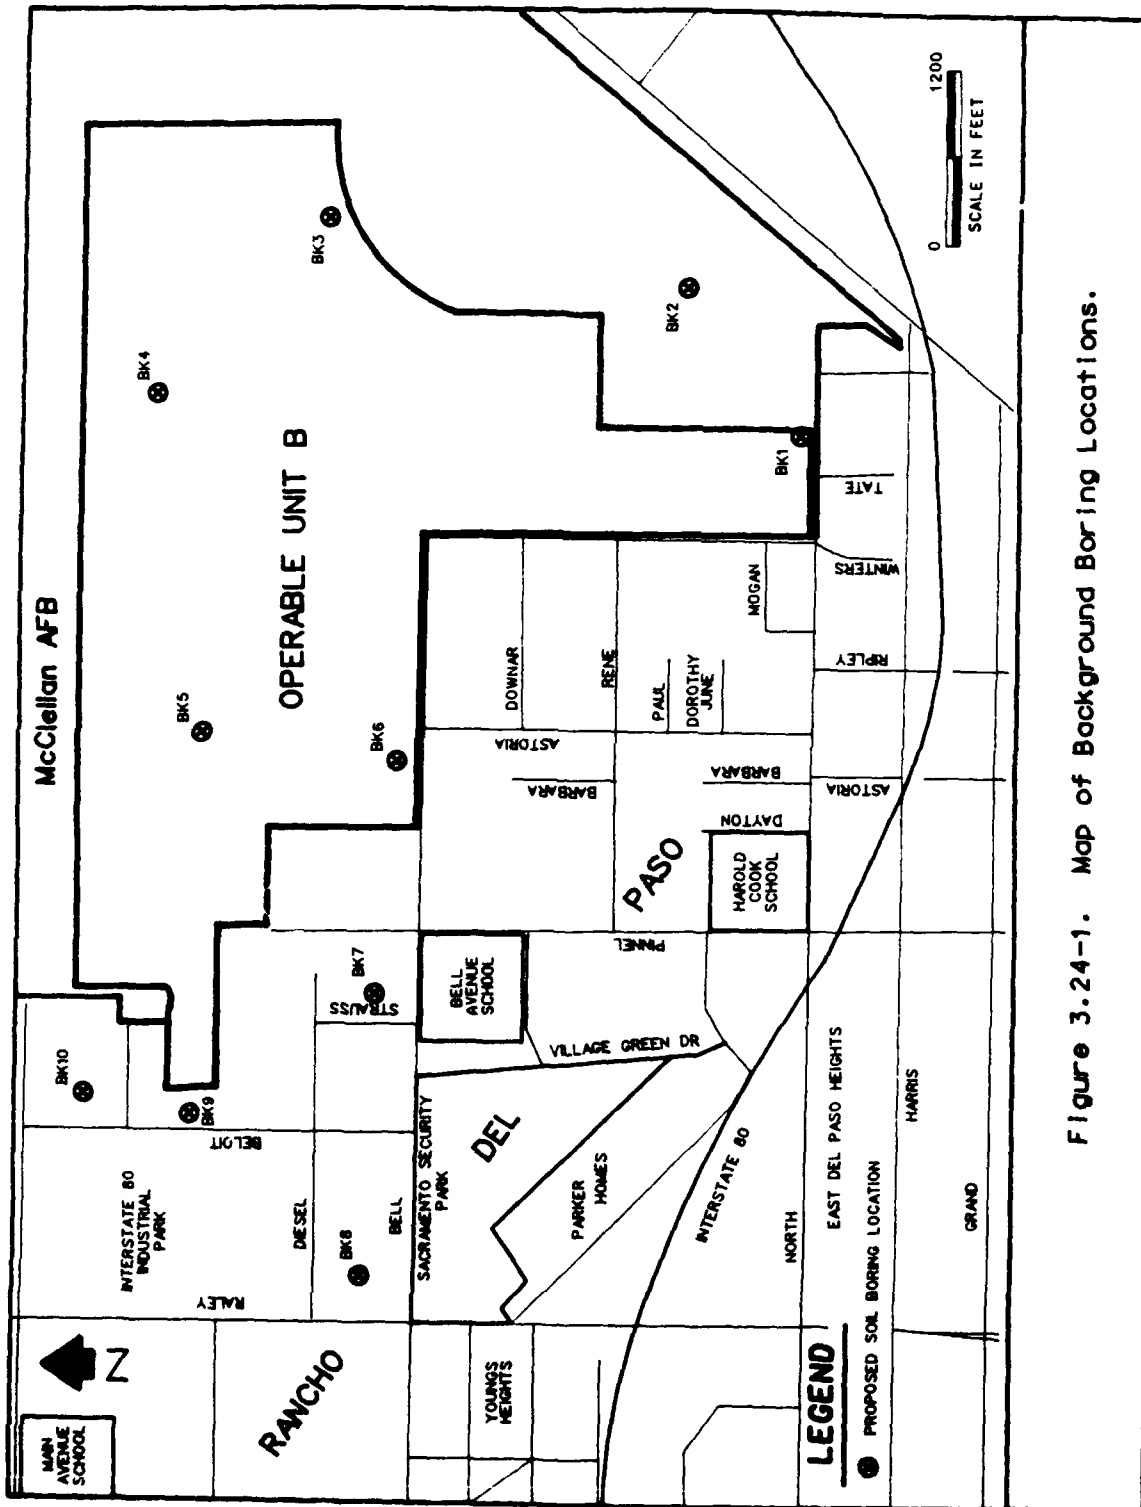 McClellan AFB
OPERABLE UNIT B
BK1
BK2
BK3
BK4
BK5
BK6
BK7
BK8
BK9
BK10
MAIN
AVENUE
SCHOOL
N
INTERSTATE 80
INDUSTRIAL
PARK
RALEY
BELOIT
DIESEL
BELL
STRAUSS
RANCHO
DEL
PASO
YOUNGS
HEIGHTS
SACRAMENTO SECURITY
PARK
BELL
AVENUE
SCHOOL
VILLAGE GREEN DR
PARKER
HOMES
INTERSTATE 80
PINNEL
HAROLD
COOK
SCHOOL
DAYTON
BARBARA
BARBARA
ASTORIA
ASTORIA
DOWNAR
RENE
PAUL
DOROTHY
JUNE
MOGAN
RIPLEY
WINTERS
TATE
NORTH
EAST DEL PASO HEIGHTS
HARRIS
GRAND
LEGEND
PROPOSED SOIL BORING LOCATION
0 1200
SCALE IN FEET
Figure 3.24-1. Map of Background Boring Locations.